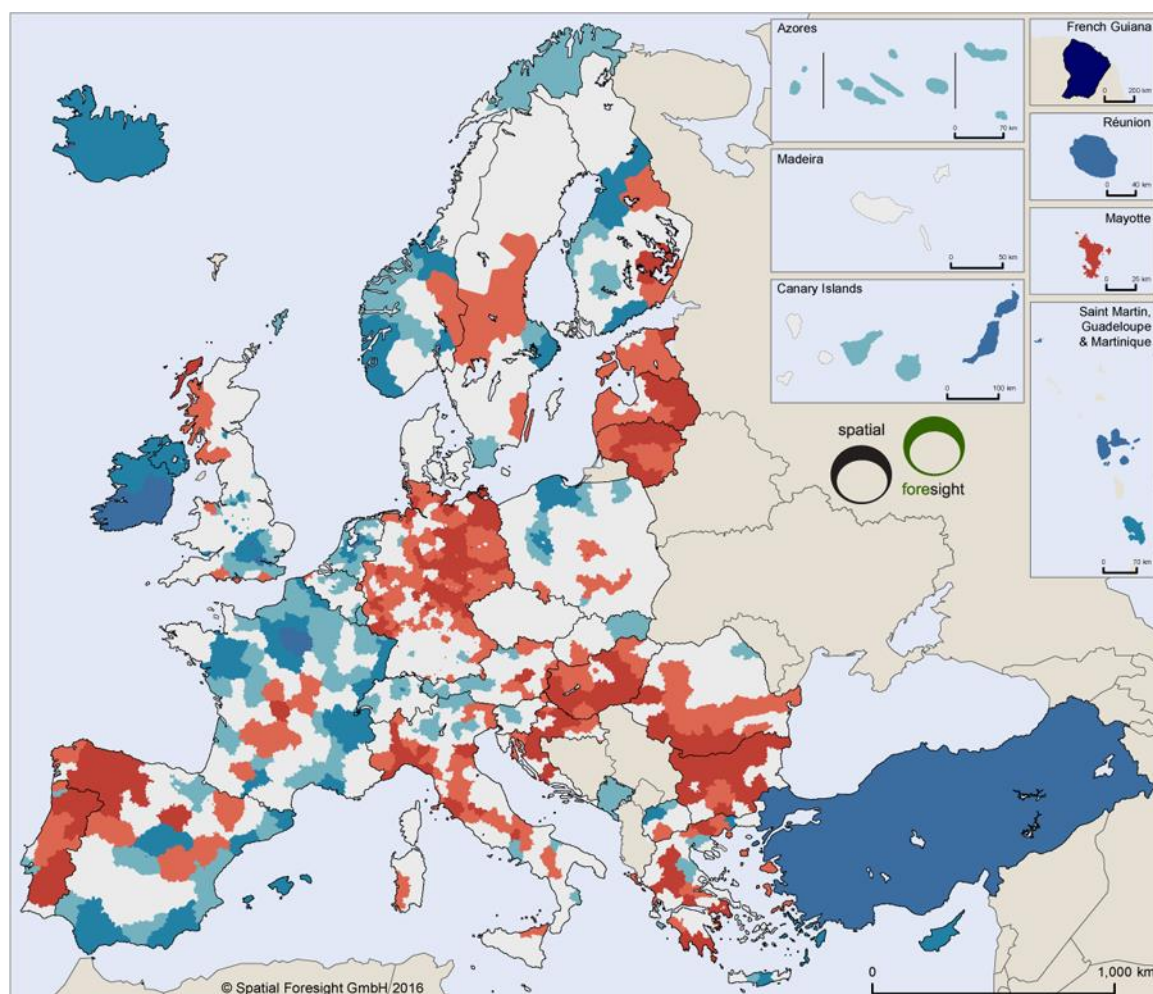 Azores
0 70 km
Madeira
0 50 km
Canary Islands
0 100 km
French Guiana
0 200 km
Réunion
0 40 km
Mayotte
0 25 km
Saint Martin,
Guadeloupe
& Martinique
0 70 km
spatial
foresight
0 1,000 km
© Spatial Foresight GmbH 2016